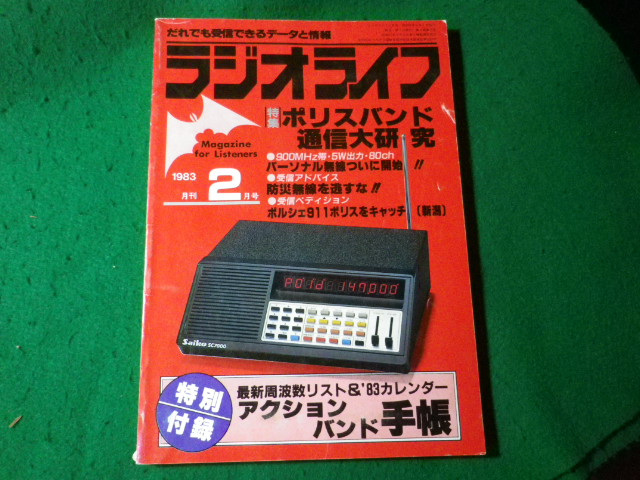 だれでも受信できるデータと情報
ラジオライフ
Magazine
for Listeners
1983
月刊
2
月号
特集
ポリスバンド
通信大研究
●900MHz帯・5W出力・80ch
パーソナル無線ついに開始!!
●受信アドバイス
防災無線を逃すな!!
●受信ペディション
ポルシェ911ポリスをキャッチ〔新潟〕
Saiko SC7000
特別
付録
最新周波数リスト&'83カレンダー
アクション
バンド手帳